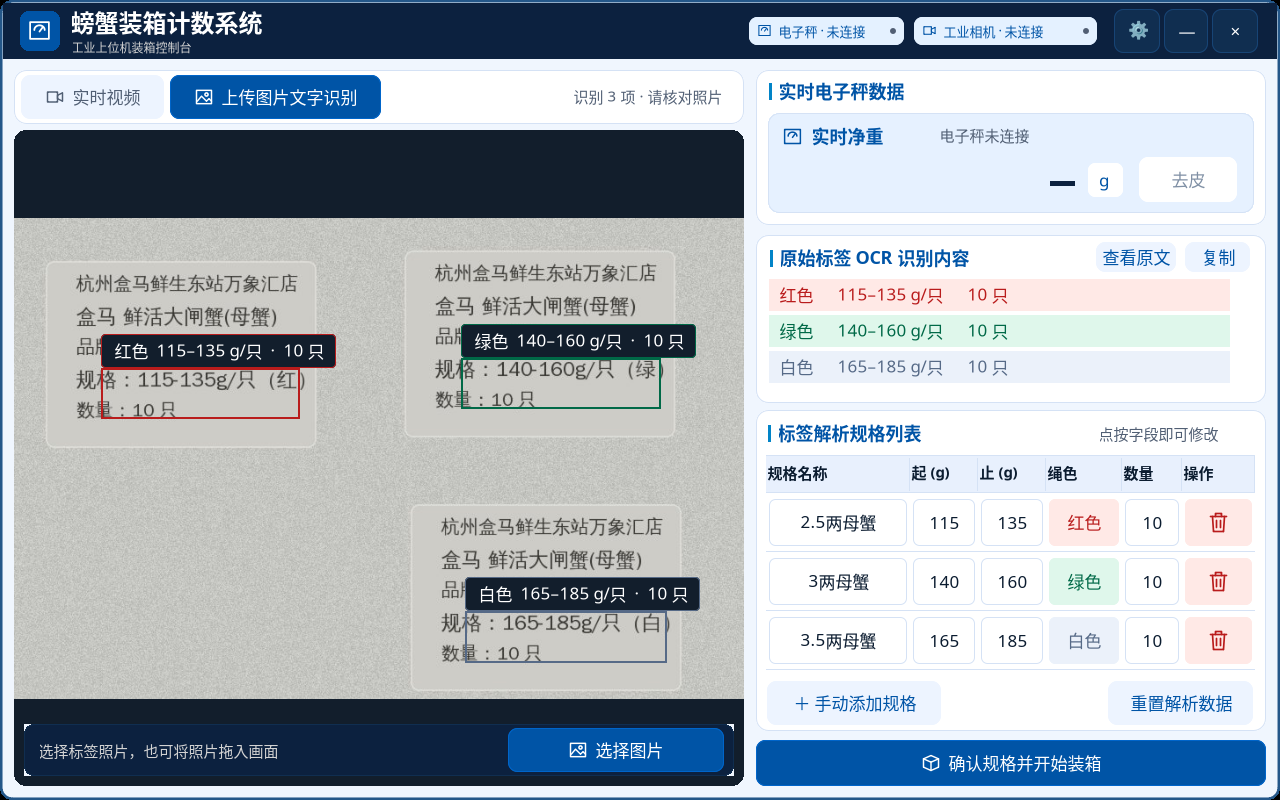 螃蟹装箱计数系统
工业上位机装箱控制台
电子秤 · 未连接
工业相机 · 未连接
实时视频
上传图片文字识别
识别 3 项 · 请核对照片
杭州盒马鲜生东站万象汇店
盒马 鲜活大闸蟹(母蟹)
品牌
红色 115–135 g/只 · 10 只
规格：115-135g/只（红）
数量：10 只
杭州盒马鲜生东站万象汇店
盒马 鲜活大闸蟹(母蟹)
品牌
绿色 140–160 g/只 · 10 只
规格：140-160g/只（绿）
数量：10 只
杭州盒马鲜生东站万象汇店
盒马 鲜活大闸蟹(母蟹)
品
白色 165–185 g/只 · 10 只
规格：165-185g/只（白）
数量：10 只
选择标签照片，也可将照片拖入画面
选择图片
实时电子秤数据
实时净重
电子秤未连接
— g 去皮
原始标签 OCR 识别内容
查看原文
复制
红色 115–135 g/只 10 只
绿色 140–160 g/只 10 只
白色 165–185 g/只 10 只
标签解析规格列表
点按字段即可修改
规格名称 起 (g) 止 (g) 绳色 数量 操作
2.5两母蟹 115 135 红色 10
3两母蟹 140 160 绿色 10
3.5两母蟹 165 185 白色 10
＋ 手动添加规格
重置解析数据
确认规格并开始装箱